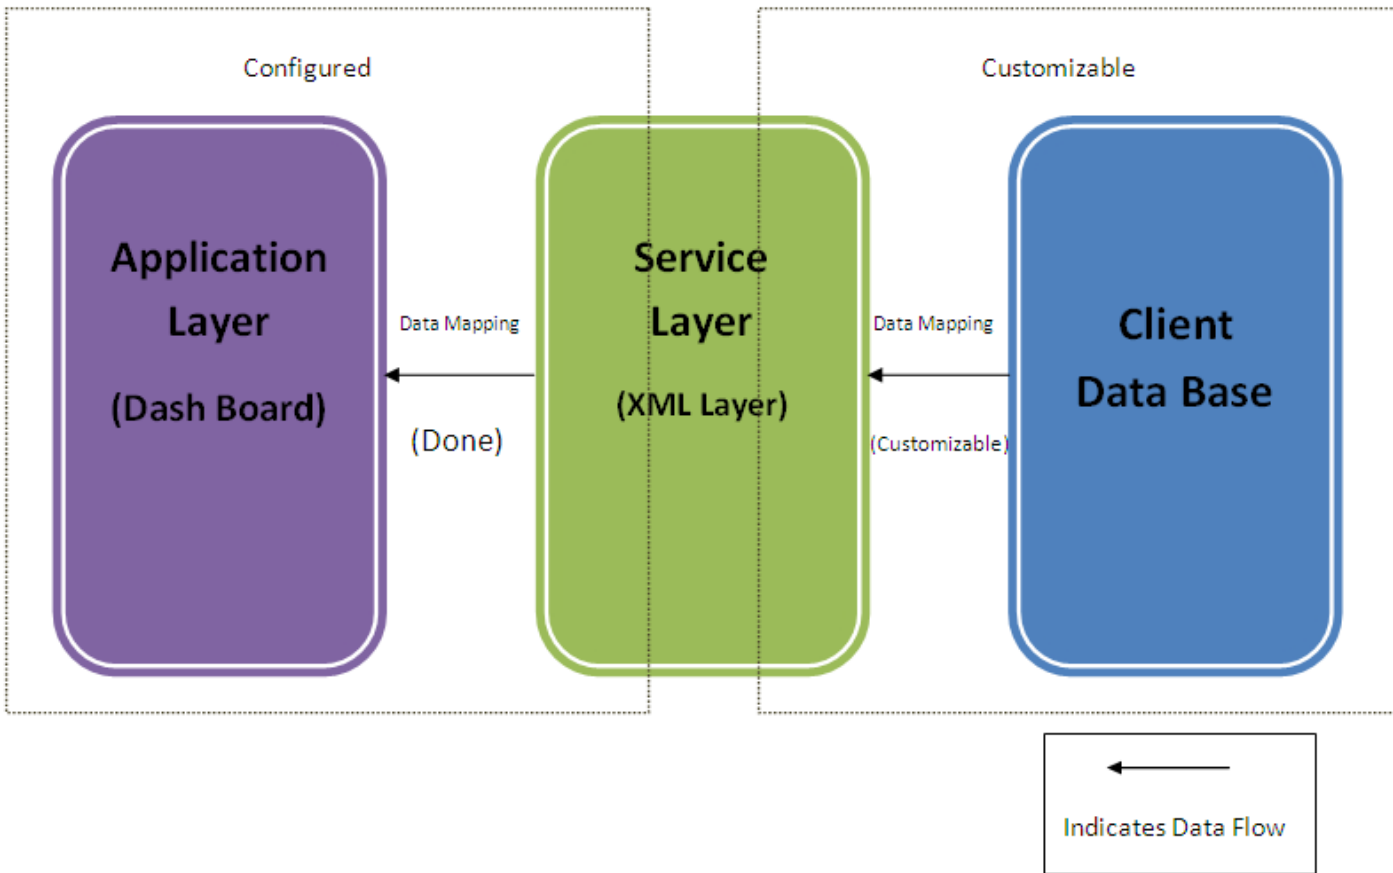 Configured
Customizable
Application
Layer
(Dash Board)
Data Mapping
(Done)
Service
Layer
(XML Layer)
Data Mapping
(Customizable)
Client
Data Base
Indicates Data Flow